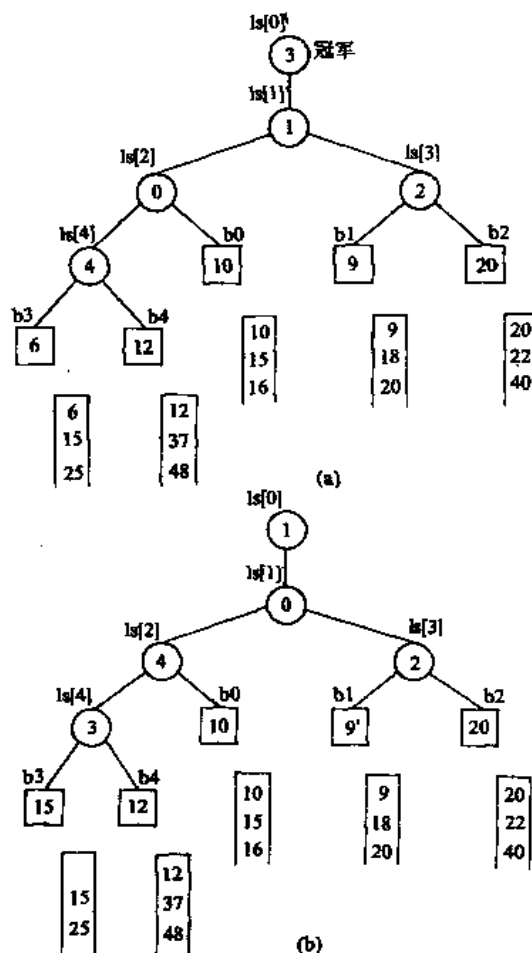 ls[0]
3 冠军
ls[1]
1
ls[2] ls[3]
0 2
ls[4] b0 b1 b2
4 10 9 20
b3 b4
6 12
10 9 20
15 18 22
16 20 40
6 12
15 37
25 48
(a)
ls[0]
1
ls[1]
0
ls[2] ls[3]
4 2
ls[4] b0 b1 b2
3 10 9' 20
b3 b4
15 12
10 9 20
15 18 22
16 20 40
12
15 37
25 48
(b)